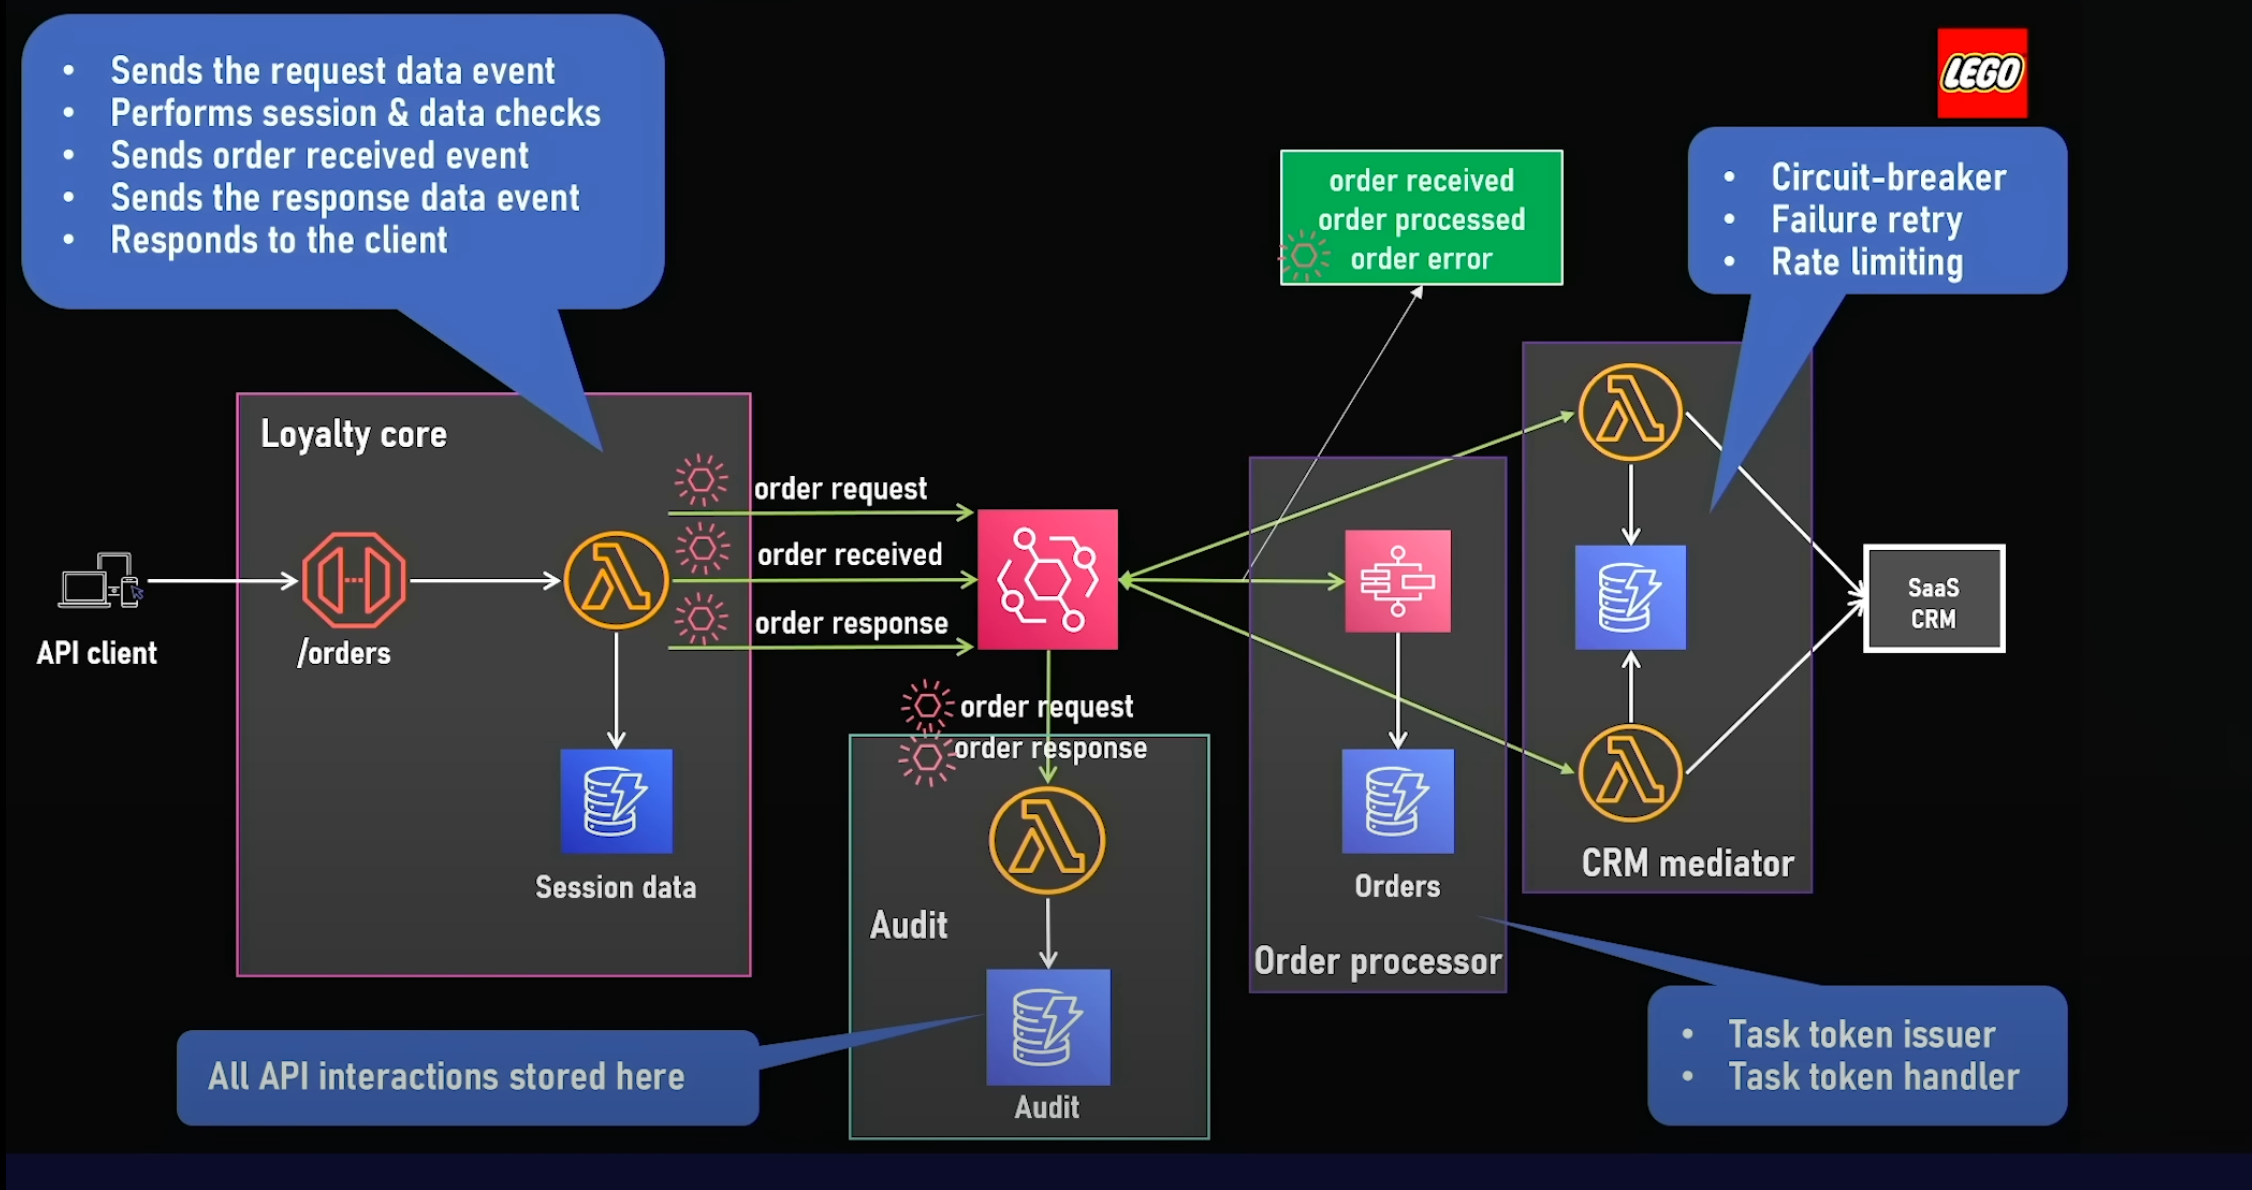 • Sends the request data event
• Performs session & data checks
• Sends order received event
• Sends the response data event
• Responds to the client
LEGO
order received
order processed
order error
• Circuit-breaker
• Failure retry
• Rate limiting
Loyalty core
order request
order received
order response
API client
/orders
SaaS
CRM
order request
order response
Session data
Audit
Orders
CRM mediator
Order processor
All API interactions stored here
Audit
• Task token issuer
• Task token handler